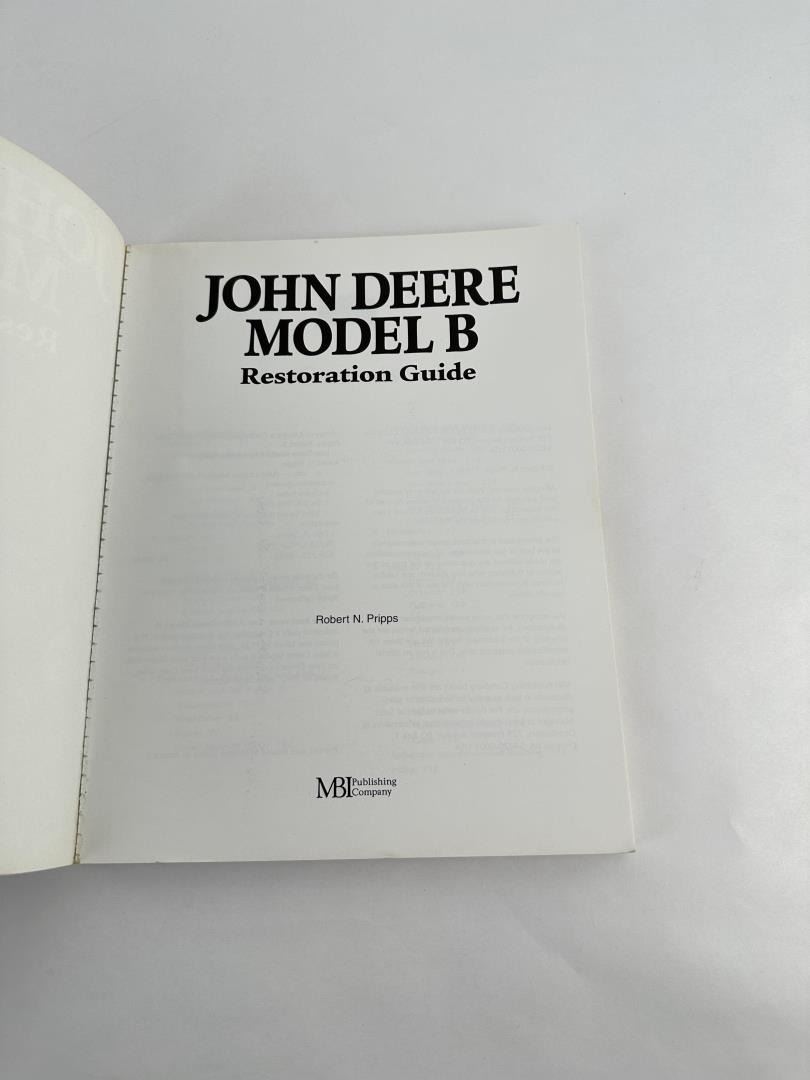 JOHN DEERE
MODEL B
Restoration Guide
Robert N. Pripps
MBI Publishing
Company